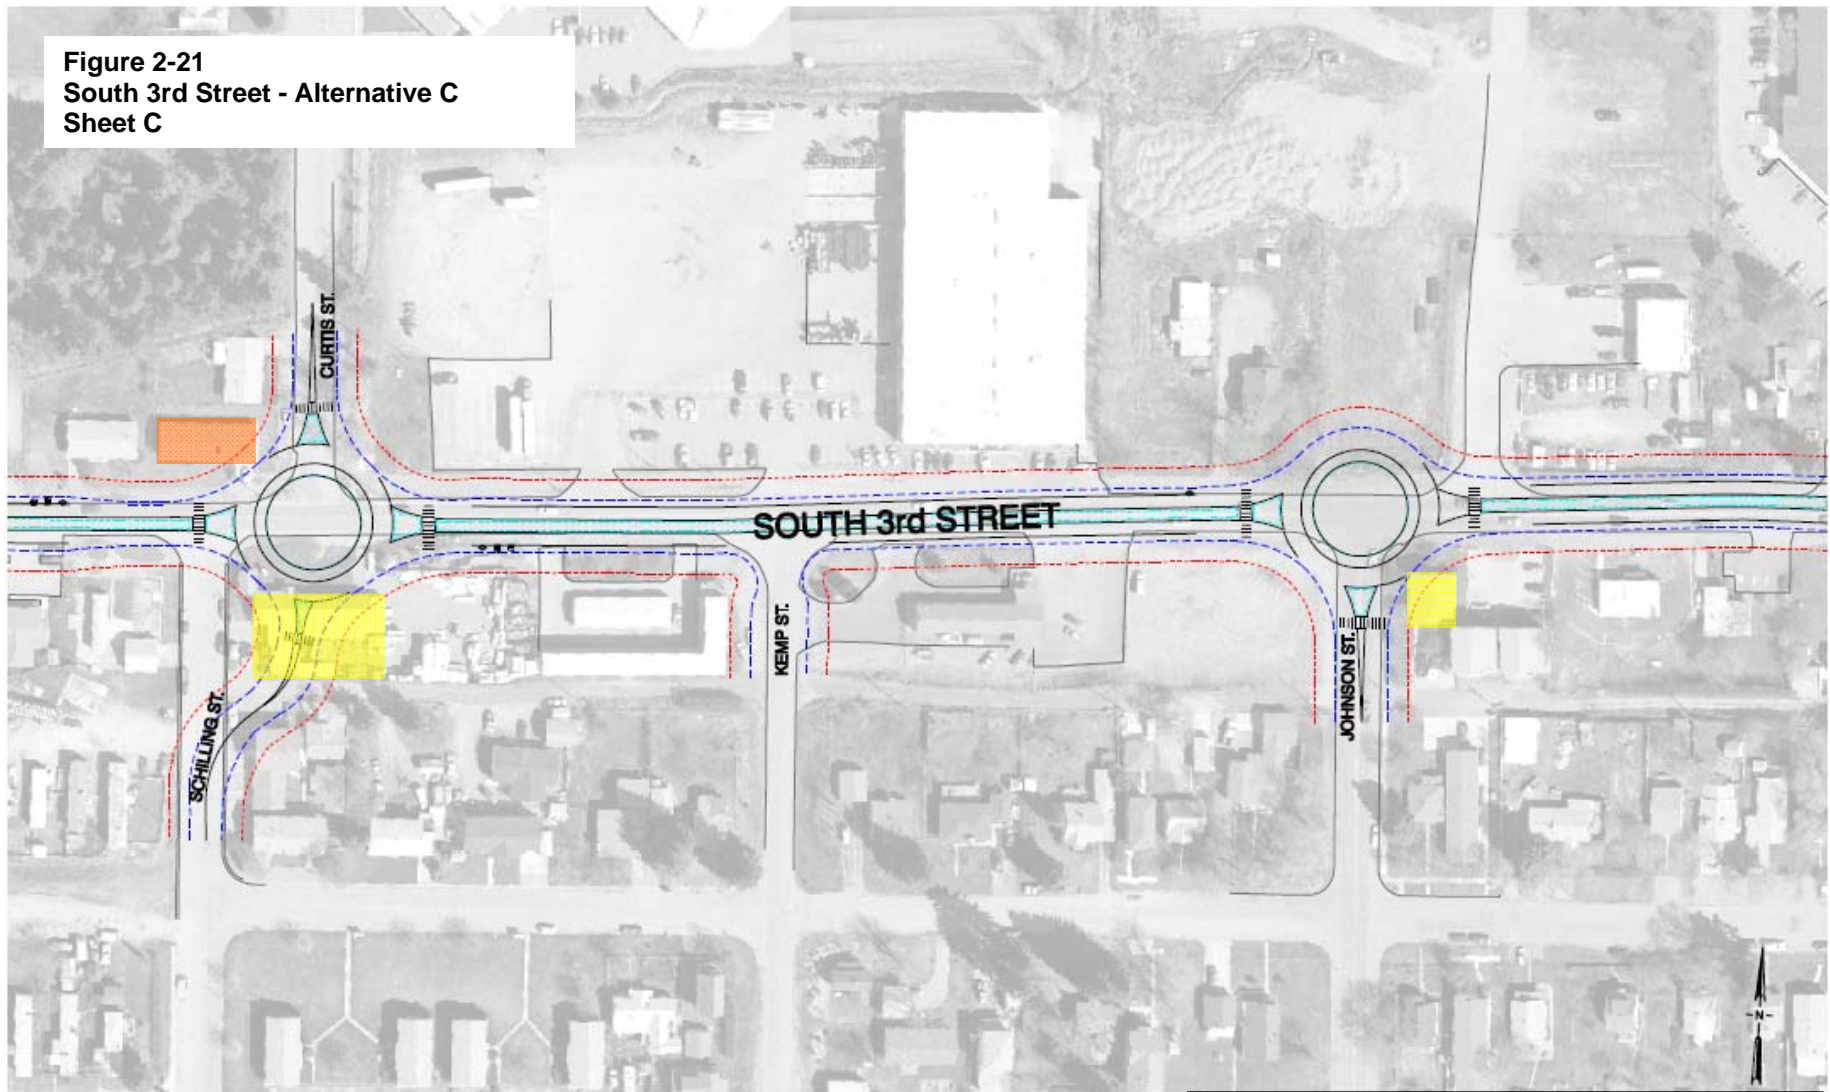 Figure 2-21
South 3rd Street - Alternative C
Sheet C
CURTIS ST.
SOUTH 3rd STREET
KEMP ST.
JOHNSON ST.
SCHILLING ST.
N